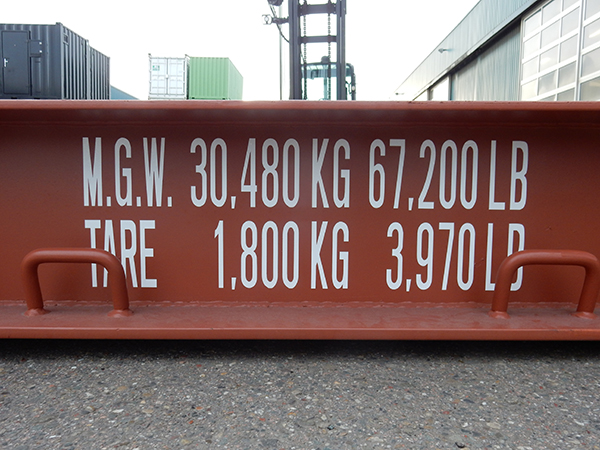 M.G.W. 30,480 KG 67,200 LB
TARE 1,800 KG 3,970 LB